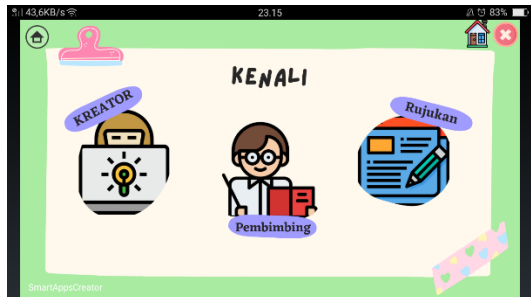 43,6KB/s
23.15
83%
KENALI
KREATOR
Rujukan
Pembimbing
SmartAppsCreator